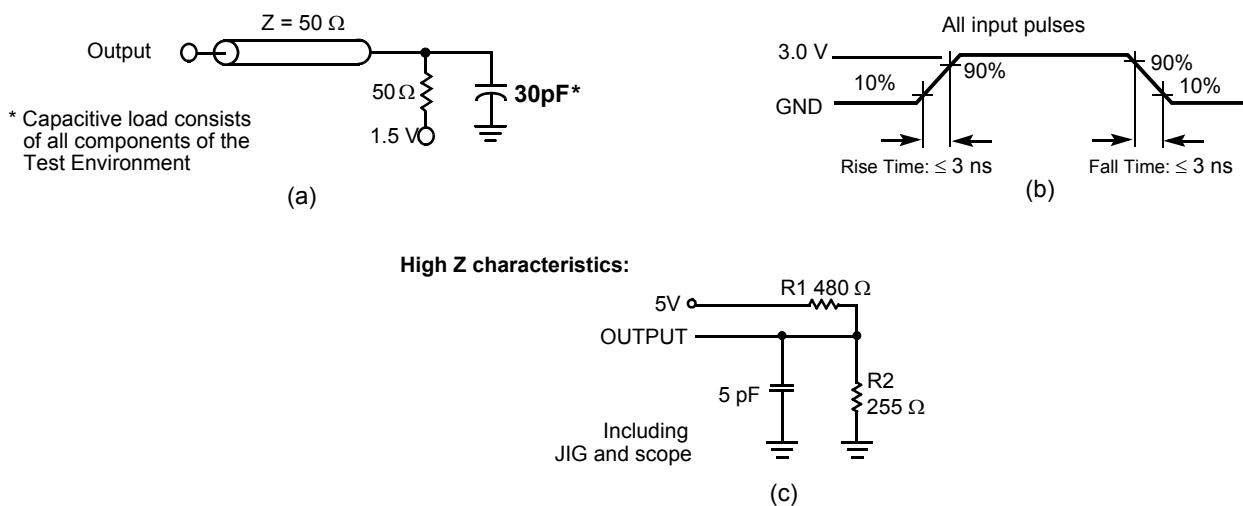 Z = 50 Ω
Output
50 Ω
30pF*
1.5 V
* Capacitive load consists
of all components of the
Test Environment
(a)
All input pulses
3.0 V
90%
90%
10%
10%
GND
Rise Time: ≤ 3 ns
Fall Time: ≤ 3 ns
(b)
High Z characteristics:
R1 480 Ω
5V
OUTPUT
5 pF
R2
255 Ω
Including
JIG and scope
(c)